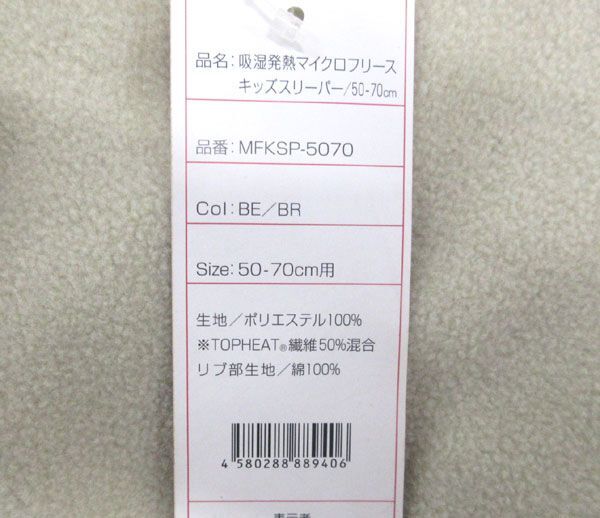 品名：吸湿発熱マイクロフリース
キッズスリーパー/50-70cm
品番：MFKSP-5070
Col：BE／BR
Size：50-70cm用
生地／ポリエステル100%
※TOPHEAT®繊維50%混合
リブ部生地／綿100%
4 580288 889406
表示者